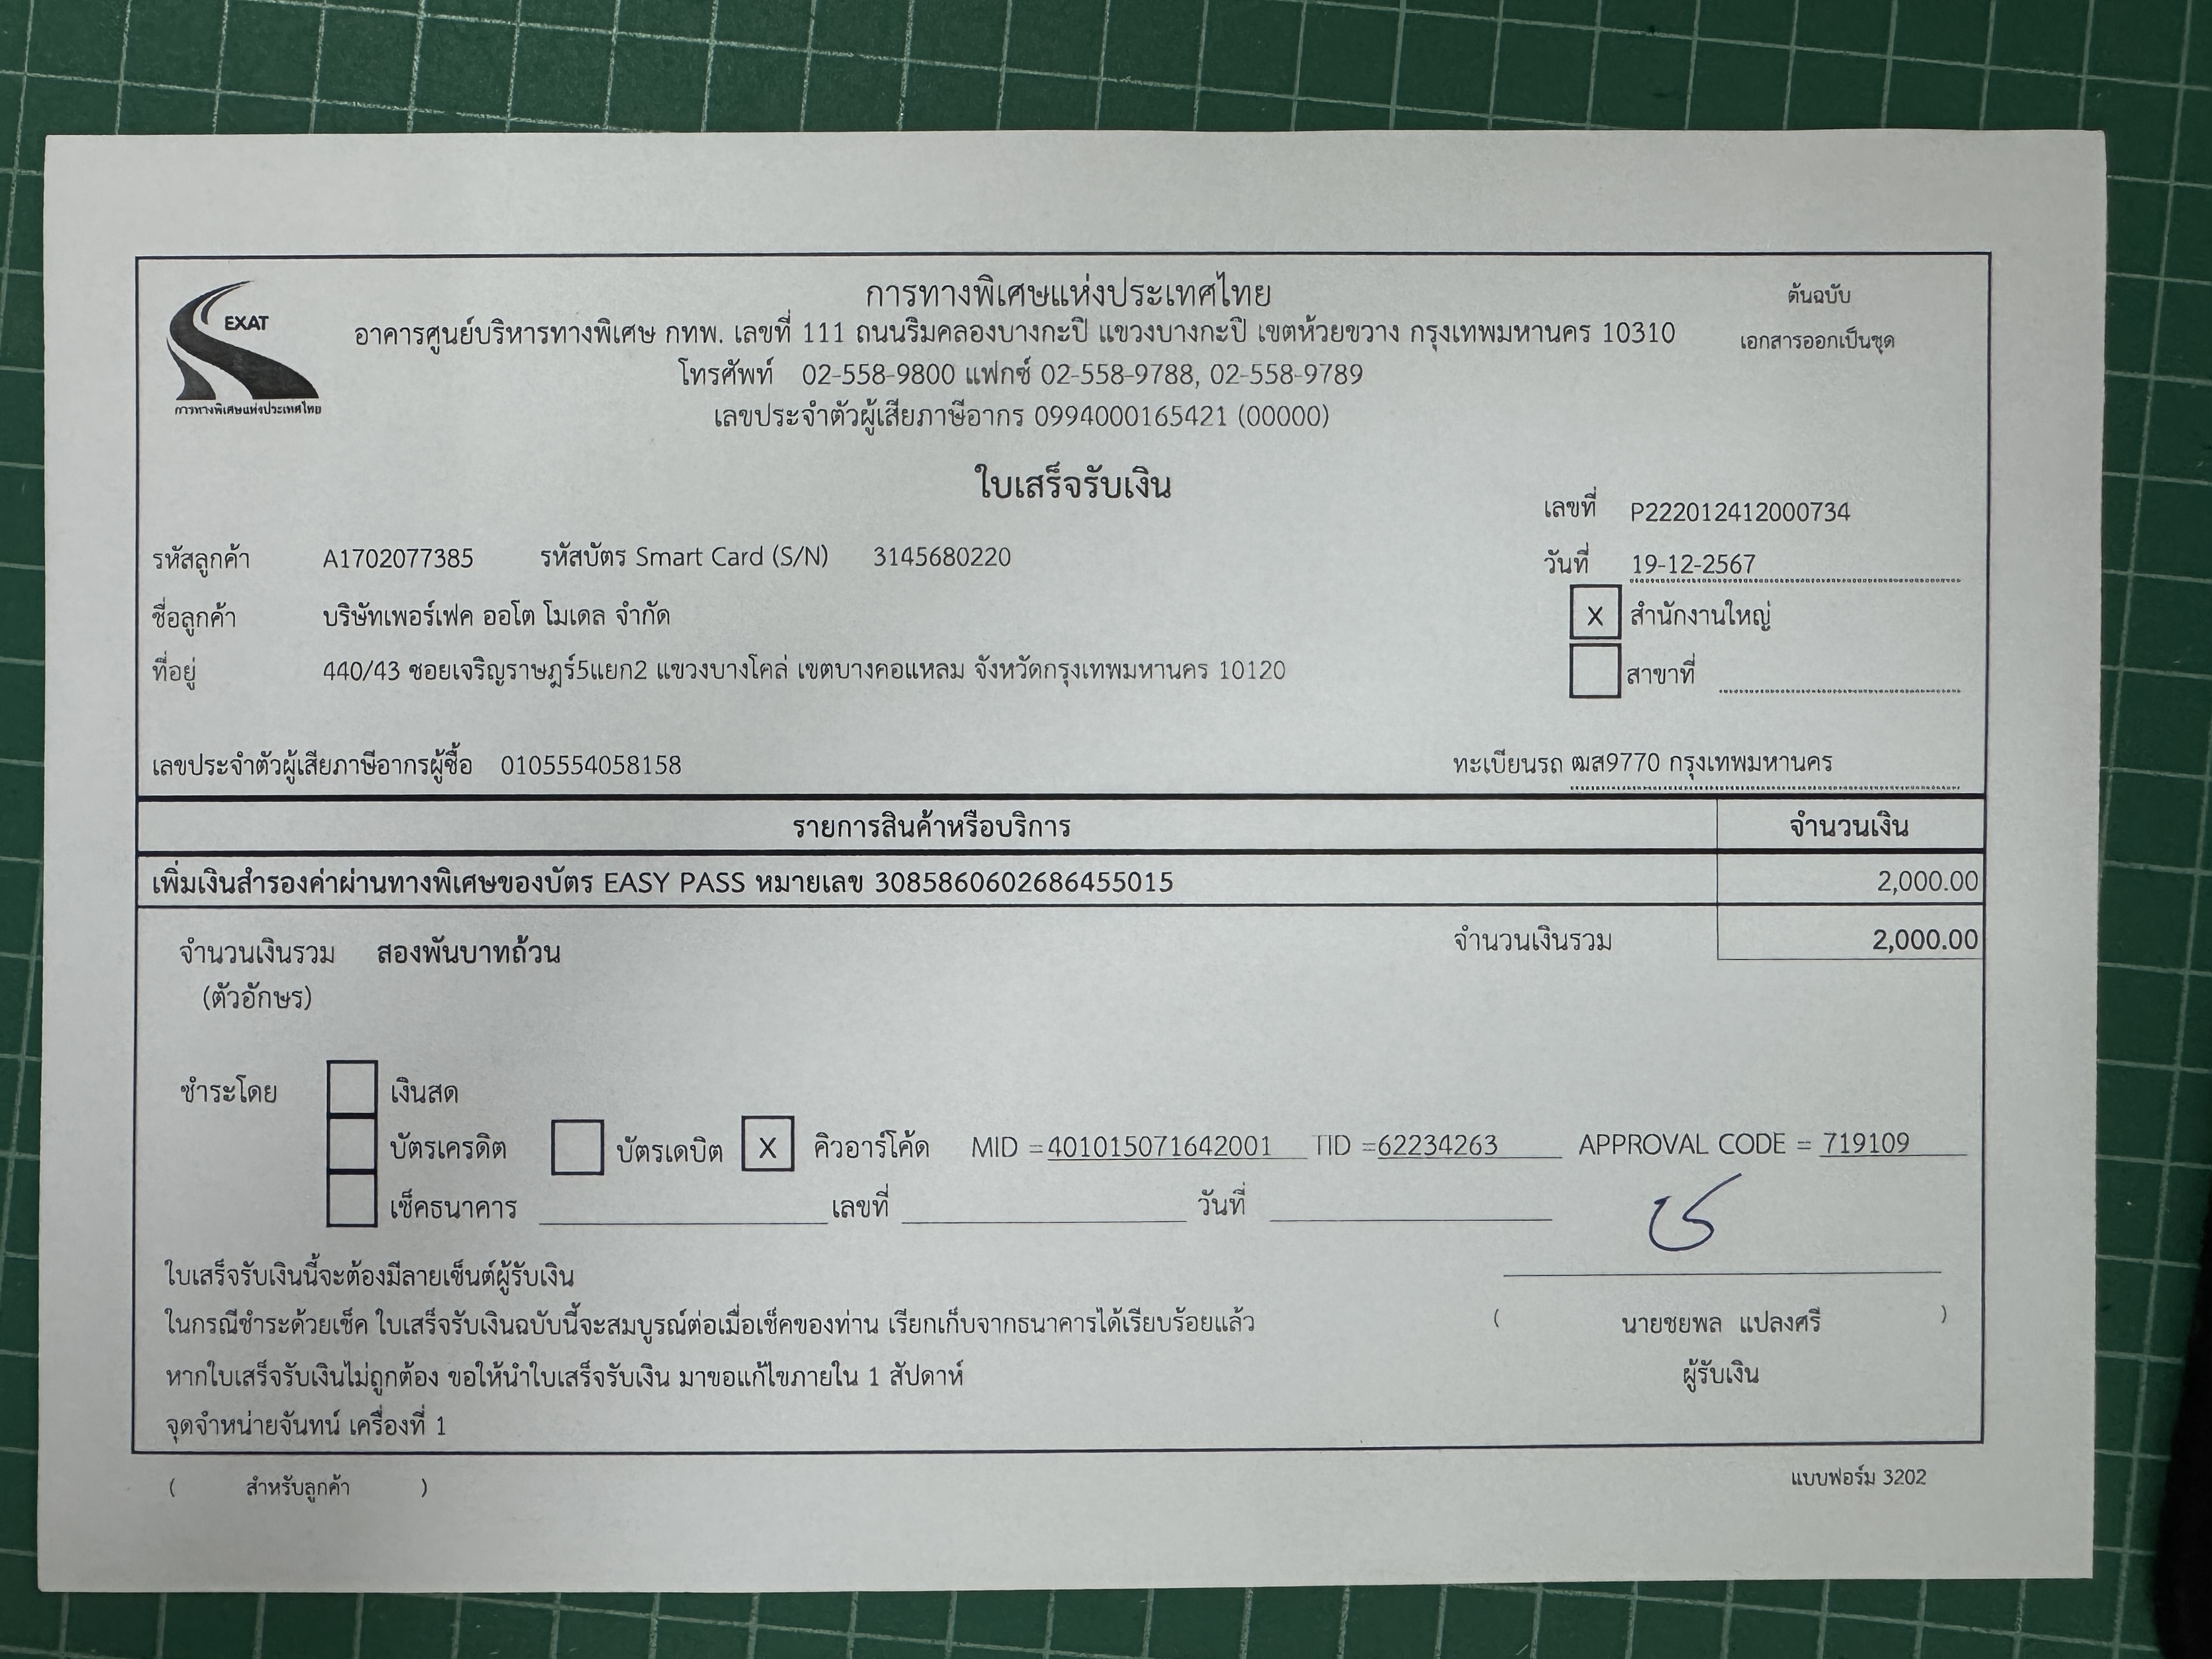 EXAT
การทางพิเศษแห่งประเทศไทย
การทางพิเศษแห่งประเทศไทย
ต้นฉบับ
อาคารศูนย์บริหารทางพิเศษ กทพ. เลขที่ 111 ถนนริมคลองบางกะปิ แขวงบางกะปิ เขตห้วยขวาง กรุงเทพมหานคร 10310
เอกสารออกเป็นชุด
โทรศัพท์ 02-558-9800 แฟกซ์ 02-558-9788, 02-558-9789
เลขประจำตัวผู้เสียภาษีอากร 0994000165421 (00000)
ใบเสร็จรับเงิน
เลขที่ P222012412000734
รหัสลูกค้า A1702077385 รหัสบัตร Smart Card (S/N) 3145680220
วันที่ 19-12-2567
ชื่อลูกค้า บริษัทเพอร์เฟค ออโต โมเดล จำกัด
X สำนักงานใหญ่
ที่อยู่ 440/43 ซอยเจริญราษฎร์5แยก2 แขวงบางโคล่ เขตบางคอแหลม จังหวัดกรุงเทพมหานคร 10120
สาขาที่
เลขประจำตัวผู้เสียภาษีอากรผู้ซื้อ 0105554058158
ทะเบียนรถ ฒส9770 กรุงเทพมหานคร
รายการสินค้าหรือบริการ จำนวนเงิน
เพิ่มเงินสำรองค่าผ่านทางพิเศษของบัตร EASY PASS หมายเลข 3085860602686455015 2,000.00
จำนวนเงินรวม สองพันบาทถ้วน จำนวนเงินรวม 2,000.00
(ตัวอักษร)
ชำระโดย เงินสด
บัตรเครดิต บัตรเดบิต X คิวอาร์โค้ด MID =401015071642001 TID =62234263 APPROVAL CODE = 719109
เช็คธนาคาร เลขที่ วันที่
ใบเสร็จรับเงินนี้จะต้องมีลายเซ็นต์ผู้รับเงิน
ในกรณีชำระด้วยเช็ค ใบเสร็จรับเงินฉบับนี้จะสมบูรณ์ต่อเมื่อเช็คของท่าน เรียกเก็บจากธนาคารได้เรียบร้อยแล้ว
( นายชยพล แปลงศรี )
หากใบเสร็จรับเงินไม่ถูกต้อง ขอให้นำใบเสร็จรับเงิน มาขอแก้ไขภายใน 1 สัปดาห์
ผู้รับเงิน
จุดจำหน่ายจันทน์ เครื่องที่ 1
( สำหรับลูกค้า )
แบบฟอร์ม 3202